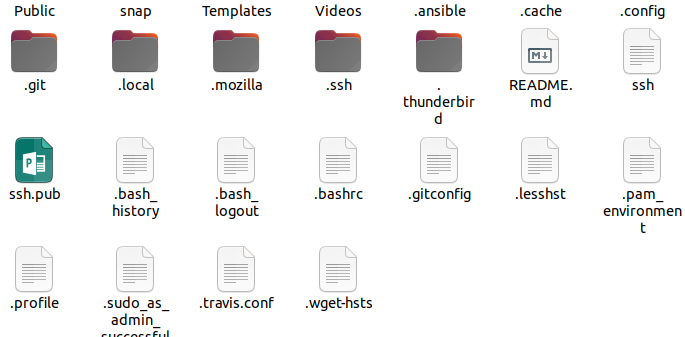 Public snap Templates Videos .ansible .cache .config
.git .local .mozilla .ssh . README. ssh
thunderbir md
d
M
P
ssh.pub .bash_ .bash_ .bashrc .gitconfig .lesshst .pam_
history logout environmen
t
.profile .sudo_as_ .travis.conf .wget-hsts
admin_
successful